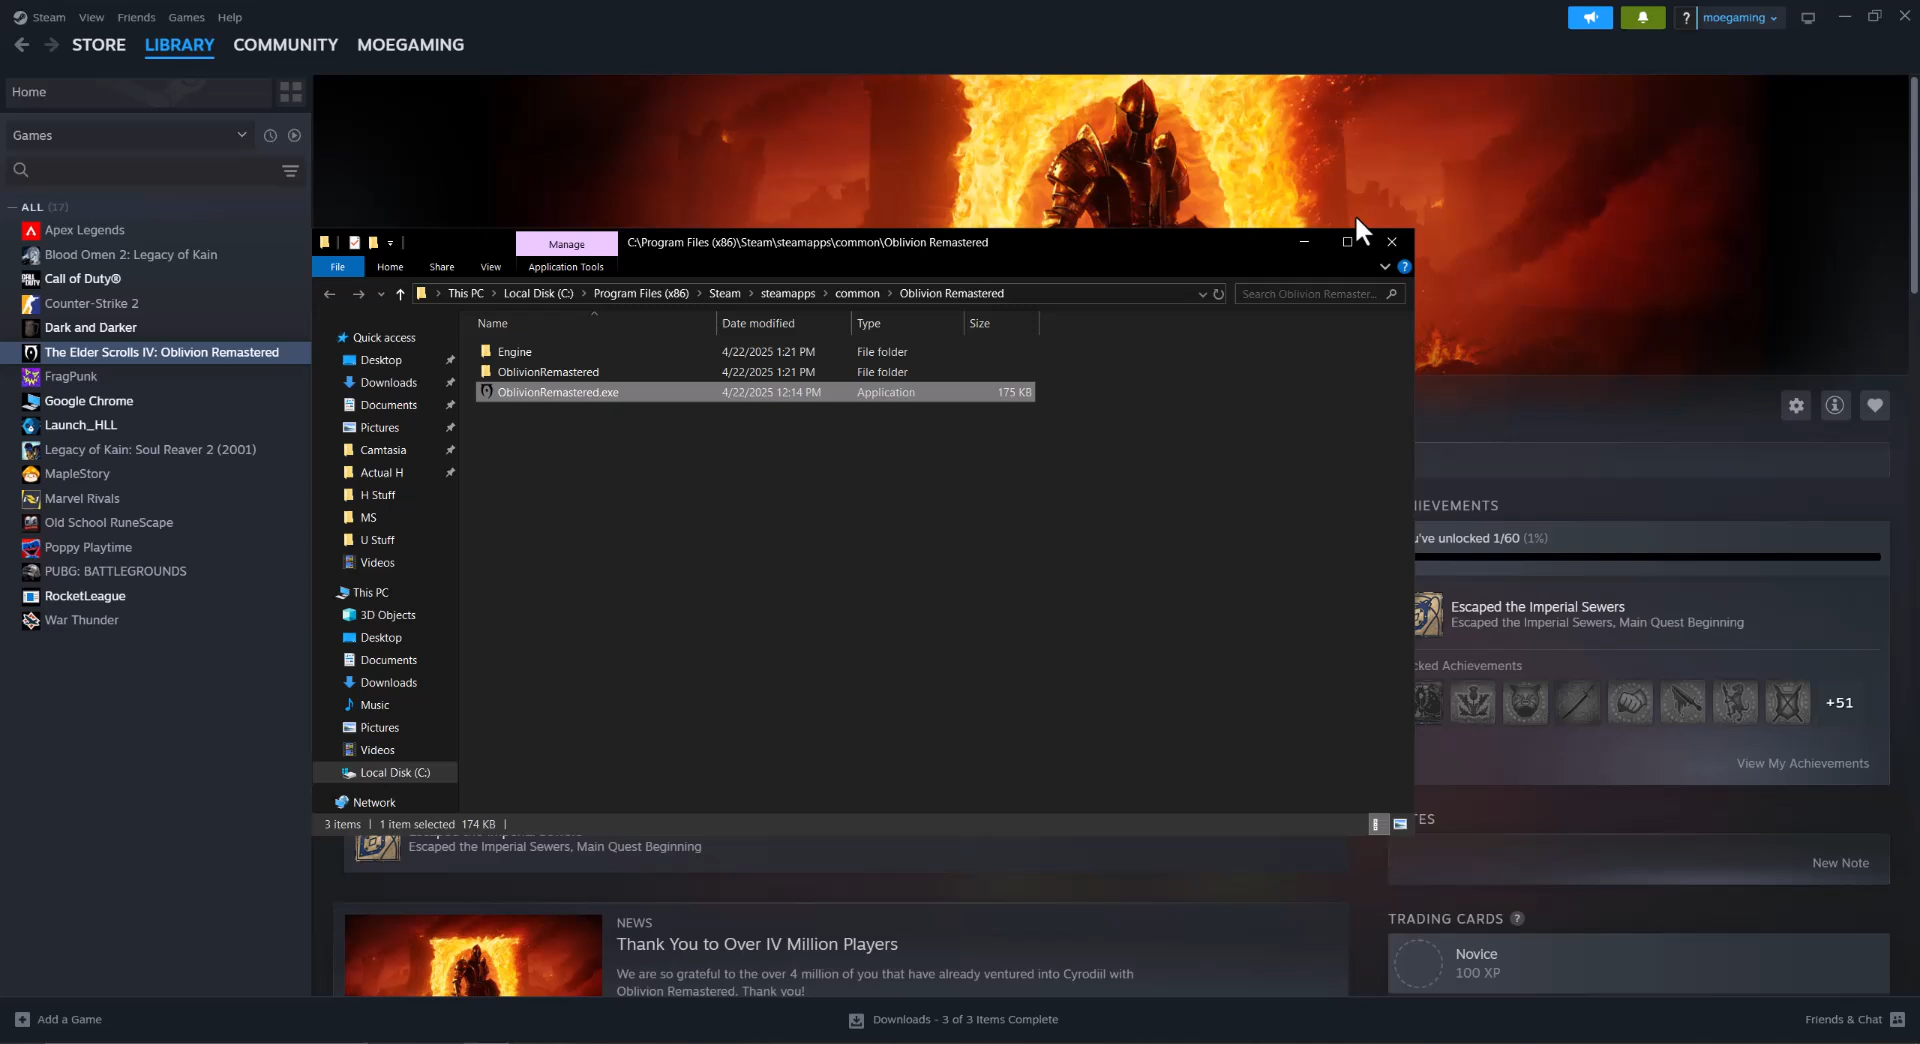 Steam View Friends Games Help
? moegaming
STORE LIBRARY COMMUNITY MOEGAMING
Home
Games
ALL (17)
Apex Legends
Blood Omen 2: Legacy of Kain
Call of Duty®
Counter-Strike 2
Dark and Darker
The Elder Scrolls IV: Oblivion Remastered
FragPunk
Google Chrome
Launch_HLL
Legacy of Kain: Soul Reaver 2 (2001)
MapleStory
Marvel Rivals
Old School RuneScape
Poppy Playtime
PUBG: BATTLEGROUNDS
RocketLeague
War Thunder
Manage C:\Program Files (x86)\Steam\steamapps\common\Oblivion Remastered
File Home Share View Application Tools
This PC Local Disk (C:) Program Files (x86) Steam steamapps common Oblivion Remastered Search Oblivion Remaster...
Name Date modified Type Size
Engine 4/22/2025 1:21 PM File folder
OblivionRemastered 4/22/2025 1:21 PM File folder
OblivionRemastered.exe 4/22/2025 12:14 PM Application 175 KB
Quick access
Desktop
Downloads
Documents
Pictures
Camtasia
Actual H
H Stuff
MS
U Stuff
Videos
This PC
3D Objects
Desktop
Documents
Downloads
Music
Pictures
Videos
Local Disk (C:)
Network
3 items 1 item selected 174 KB
IEVEMENTS
u've unlocked 1/60 (1%)
Escaped the Imperial Sewers
Escaped the Imperial Sewers, Main Quest Beginning
cked Achievements
+51
View My Achievements
TES
New Note
TRADING CARDS ?
Novice
100 XP
Escaped the Imperial Sewers, Main Quest Beginning
NEWS
Thank You to Over IV Million Players
We are so grateful to the over 4 million of you that have already ventured into Cyrodiil with
Oblivion Remastered. Thank you!
Add a Game
Downloads - 3 of 3 Items Complete
Friends & Chat